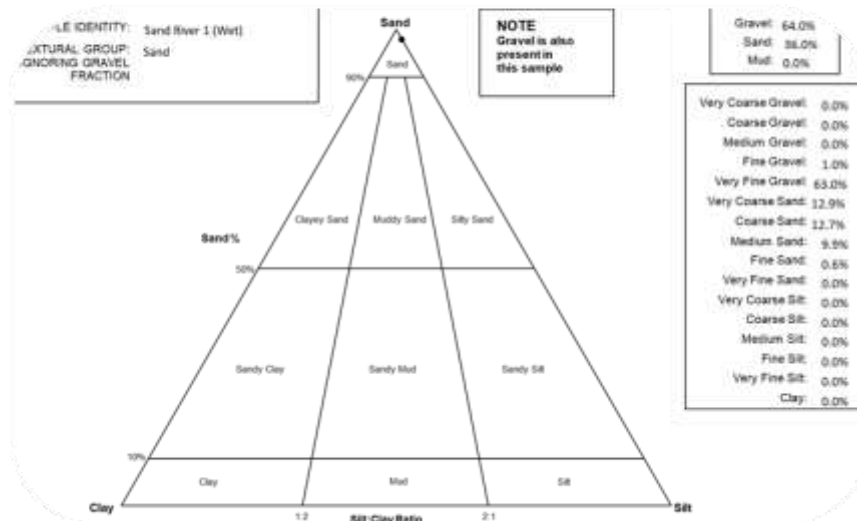 PLE IDENTITY: Sand River 1 (Wet)
EXTURAL GROUP: Sand
GNORING GRAVEL
FRACTION
Sand
NOTE
Gravel is also
present in
this sample
Gravel: 64.0%
Sand: 36.0%
Mud: 0.0%
Sand
90%
Clayey Sand Muddy Sand Silty Sand
Sand%
50%
Sandy Clay Sandy Mud Sandy Silt
10%
Clay Mud Silt
Clay Silt
1:2 Silt:Clay Ratio 2:1
Very Coarse Gravel: 0.0%
Coarse Gravel: 0.0%
Medium Gravel: 0.0%
Fine Gravel: 1.0%
Very Fine Gravel: 63.0%
Very Coarse Sand: 12.9%
Coarse Sand: 12.7%
Medium Sand: 9.9%
Fine Sand: 0.6%
Very Fine Sand: 0.0%
Very Coarse Silt: 0.0%
Coarse Silt: 0.0%
Medium Silt: 0.0%
Fine Silt: 0.0%
Very Fine Silt: 0.0%
Clay: 0.0%